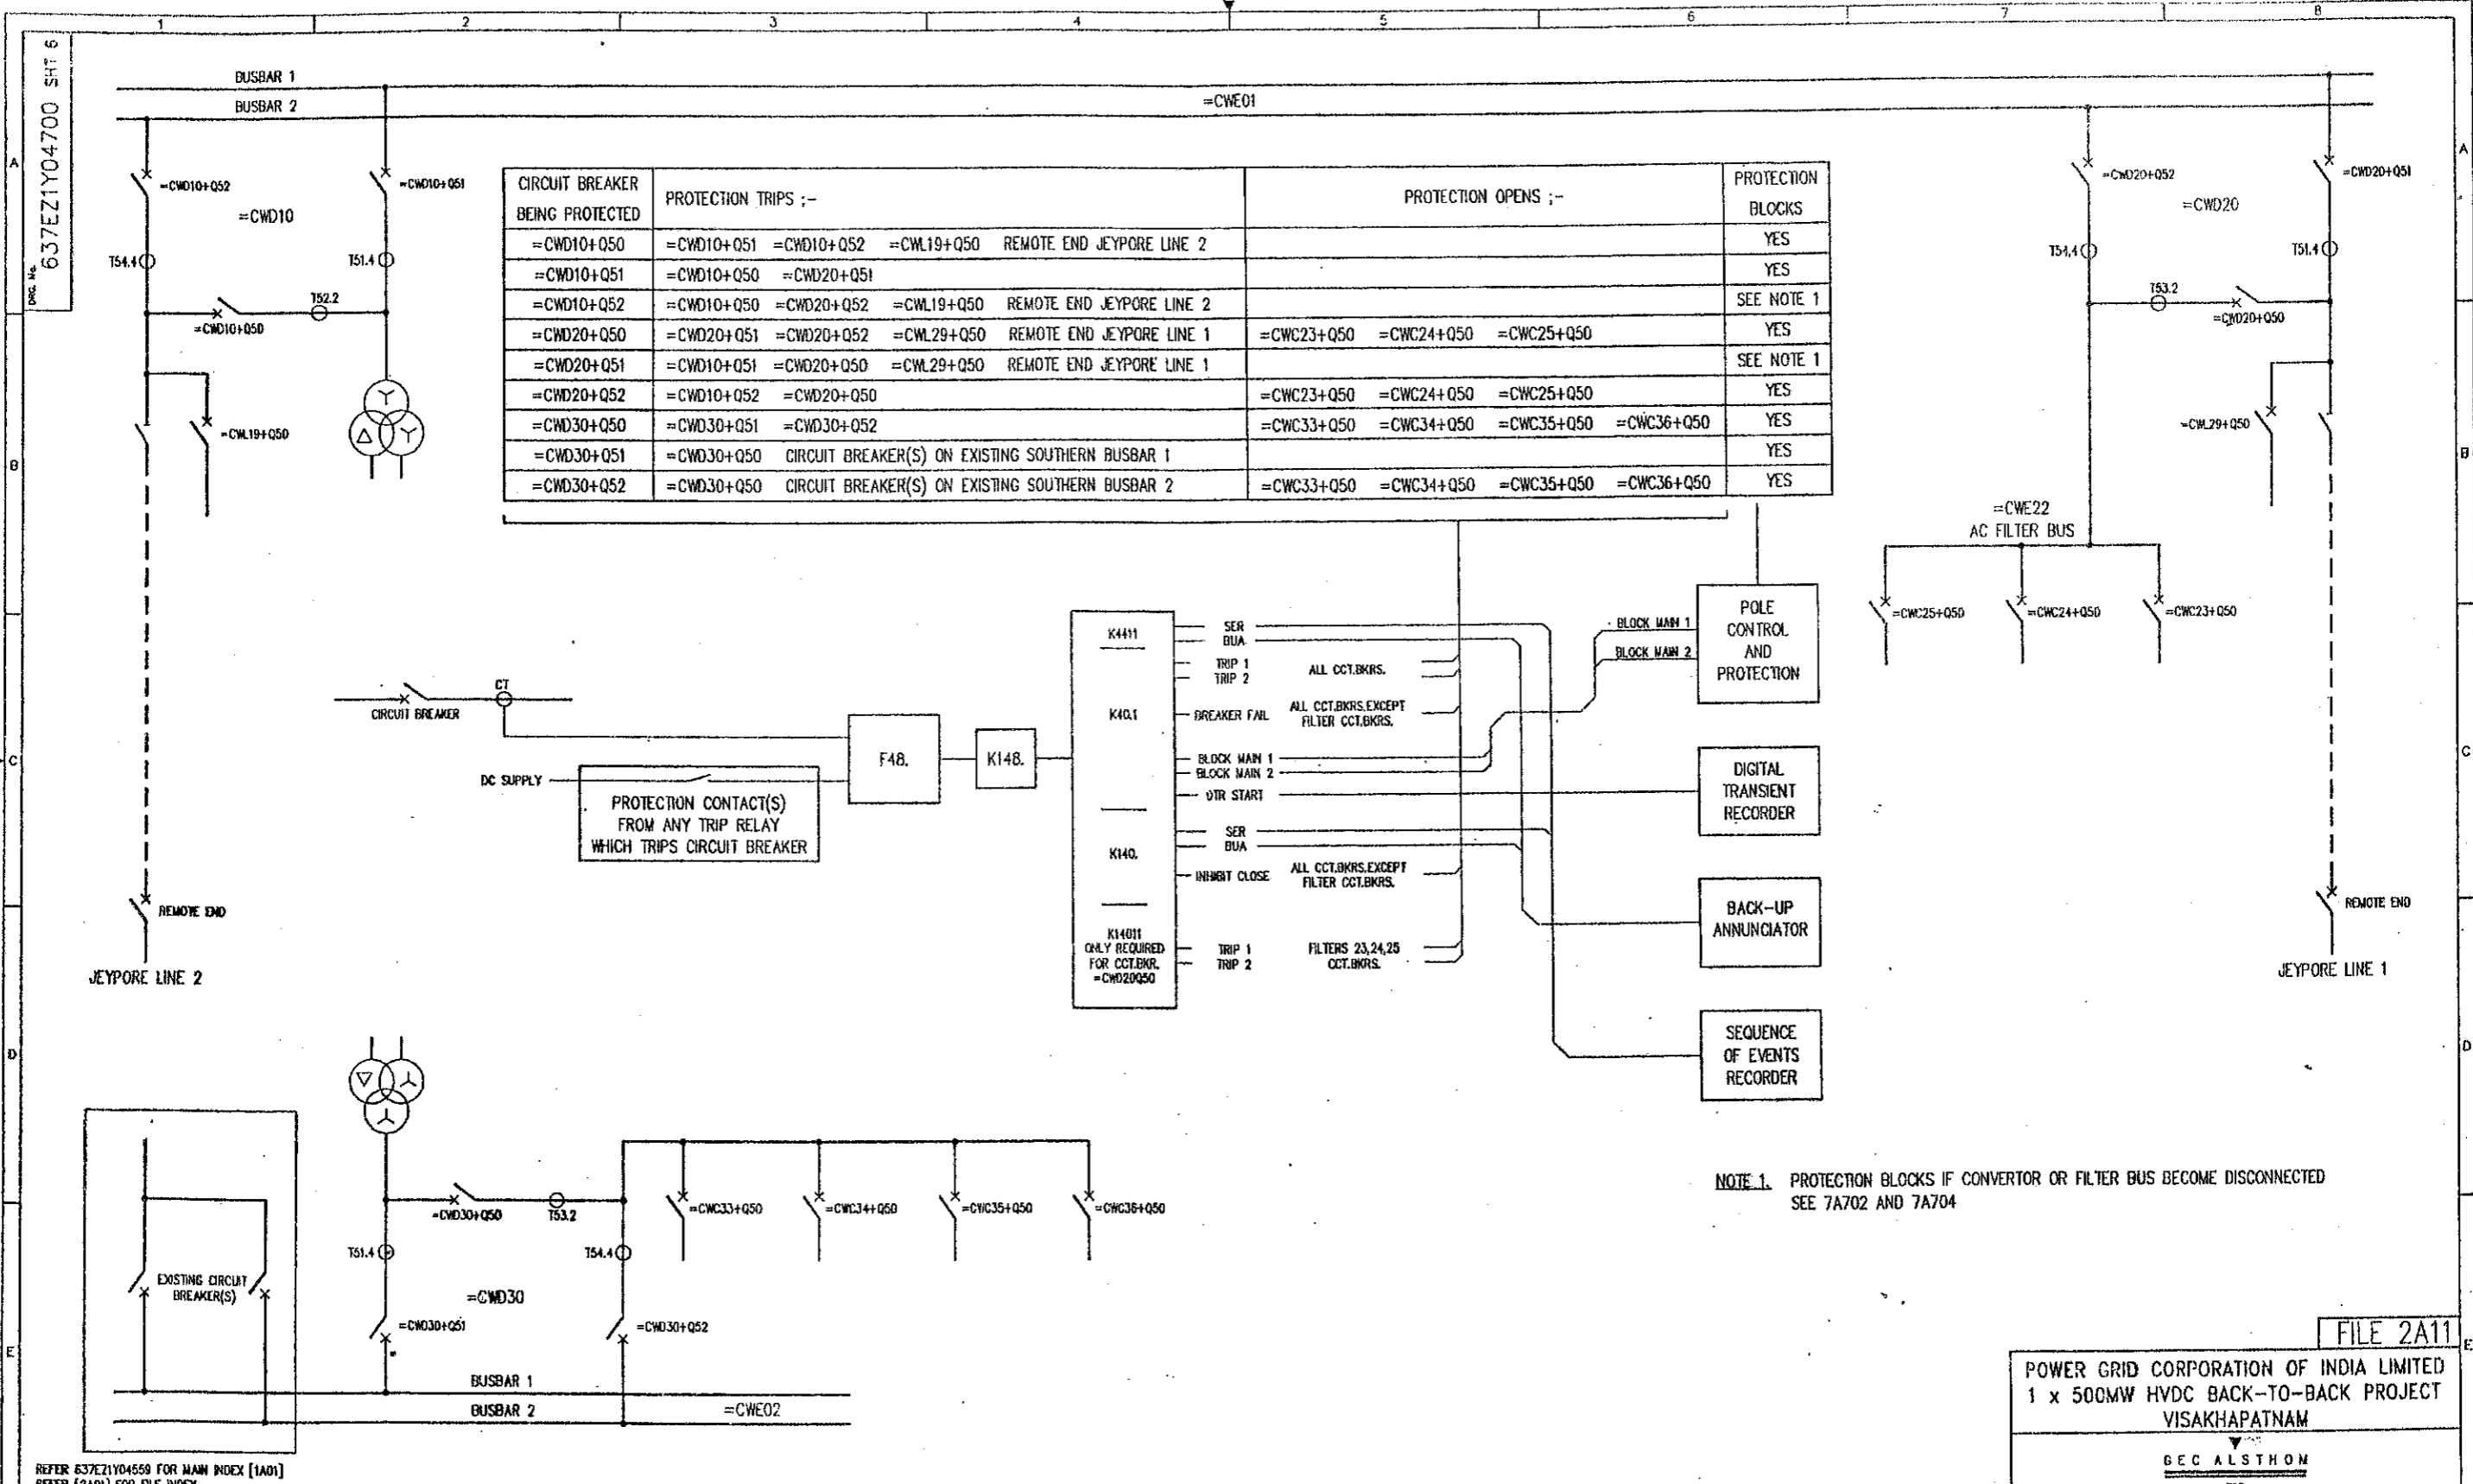 1 2 3 4 5 6 7 8
DRG. No. 637EZ1Y04700 SHT 6
BUSBAR 1
BUSBAR 2
=CWE01
A
A
=CWD10+Q52
=CWD10+Q51
=CWD10
T54.4
T51.4
T52.2
=CWD10+Q50
=CWL19+Q50
B
CIRCUIT BREAKER BEING PROTECTED PROTECTION TRIPS ;- PROTECTION OPENS ;- PROTECTION BLOCKS
=CWD10+Q50 =CWD10+Q51 =CWD10+Q52 =CWL19+Q50 REMOTE END JEYPORE LINE 2 YES
=CWD10+Q51 =CWD10+Q50 =CWD20+Q51 YES
=CWD10+Q52 =CWD10+Q50 =CWD20+Q52 =CWL19+Q50 REMOTE END JEYPORE LINE 2 SEE NOTE 1
=CWD20+Q50 =CWD20+Q51 =CWD20+Q52 =CWL29+Q50 REMOTE END JEYPORE LINE 1 =CWC23+Q50 =CWC24+Q50 =CWC25+Q50 YES
=CWD20+Q51 =CWD10+Q51 =CWD20+Q50 =CWL29+Q50 REMOTE END JEYPORE LINE 1 SEE NOTE 1
=CWD20+Q52 =CWD10+Q52 =CWD20+Q50 =CWC23+Q50 =CWC24+Q50 =CWC25+Q50 YES
=CWD30+Q50 =CWD30+Q51 =CWD30+Q52 =CWC33+Q50 =CWC34+Q50 =CWC35+Q50 =CWC36+Q50 YES
=CWD30+Q51 =CWD30+Q50 CIRCUIT BREAKER(S) ON EXISTING SOUTHERN BUSBAR 1 YES
=CWD30+Q52 =CWD30+Q50 CIRCUIT BREAKER(S) ON EXISTING SOUTHERN BUSBAR 2 =CWC33+Q50 =CWC34+Q50 =CWC35+Q50 =CWC36+Q50 YES
=CWD20+Q52
=CWD20+Q51
=CWD20
T54.4
T51.4
T53.2
=CWD20+Q50
=CWL29+Q50
B
=CWE22
AC FILTER BUS
=CWC25+Q50
=CWC24+Q50
=CWC23+Q50
CT
CIRCUIT BREAKER
C
C
DC SUPPLY
PROTECTION CONTACT(S)
FROM ANY TRIP RELAY
WHICH TRIPS CIRCUIT BREAKER
F48.
K148.
K4411
K40.1
K140.
K14011
ONLY REQUIRED
FOR CCT.BKR.
=CWD20Q50
SER
BUA
TRIP 1
TRIP 2
ALL CCT.BKRS.
BREAKER FAIL
ALL CCT.BKRS.EXCEPT
FILTER CCT.BKRS.
BLOCK MAIN 1
BLOCK MAIN 2
DTR START
SER
BUA
INHIBIT CLOSE
ALL CCT.BKRS.EXCEPT
FILTER CCT.BKRS.
TRIP 1
TRIP 2
FILTERS 23,24,25
CCT.BKRS.
BLOCK MAIN 1
BLOCK MAIN 2
POLE
CONTROL
AND
PROTECTION
DIGITAL
TRANSIENT
RECORDER
BACK-UP
ANNUNCIATOR
SEQUENCE
OF EVENTS
RECORDER
REMOTE END
JEYPORE LINE 2
REMOTE END
JEYPORE LINE 1
D
D
=CWD30+Q50
T53.2
=CWC33+Q50
=CWC34+Q50
=CWC35+Q50
=CWC36+Q50
T51.4
T54.4
EXISTING CIRCUIT
BREAKER(S)
=CWD30
=CWD30+Q51
=CWD30+Q52
BUSBAR 1
BUSBAR 2
=CWE02
NOTE 1. PROTECTION BLOCKS IF CONVERTOR OR FILTER BUS BECOME DISCONNECTED
SEE 7A702 AND 7A704
E
E
FILE 2A11
POWER GRID CORPORATION OF INDIA LIMITED
1 x 500MW HVDC BACK-TO-BACK PROJECT
VISAKHAPATNAM
GEC ALSTHOM
REFER 637EZ1Y04559 FOR MAIN INDEX [1A01]